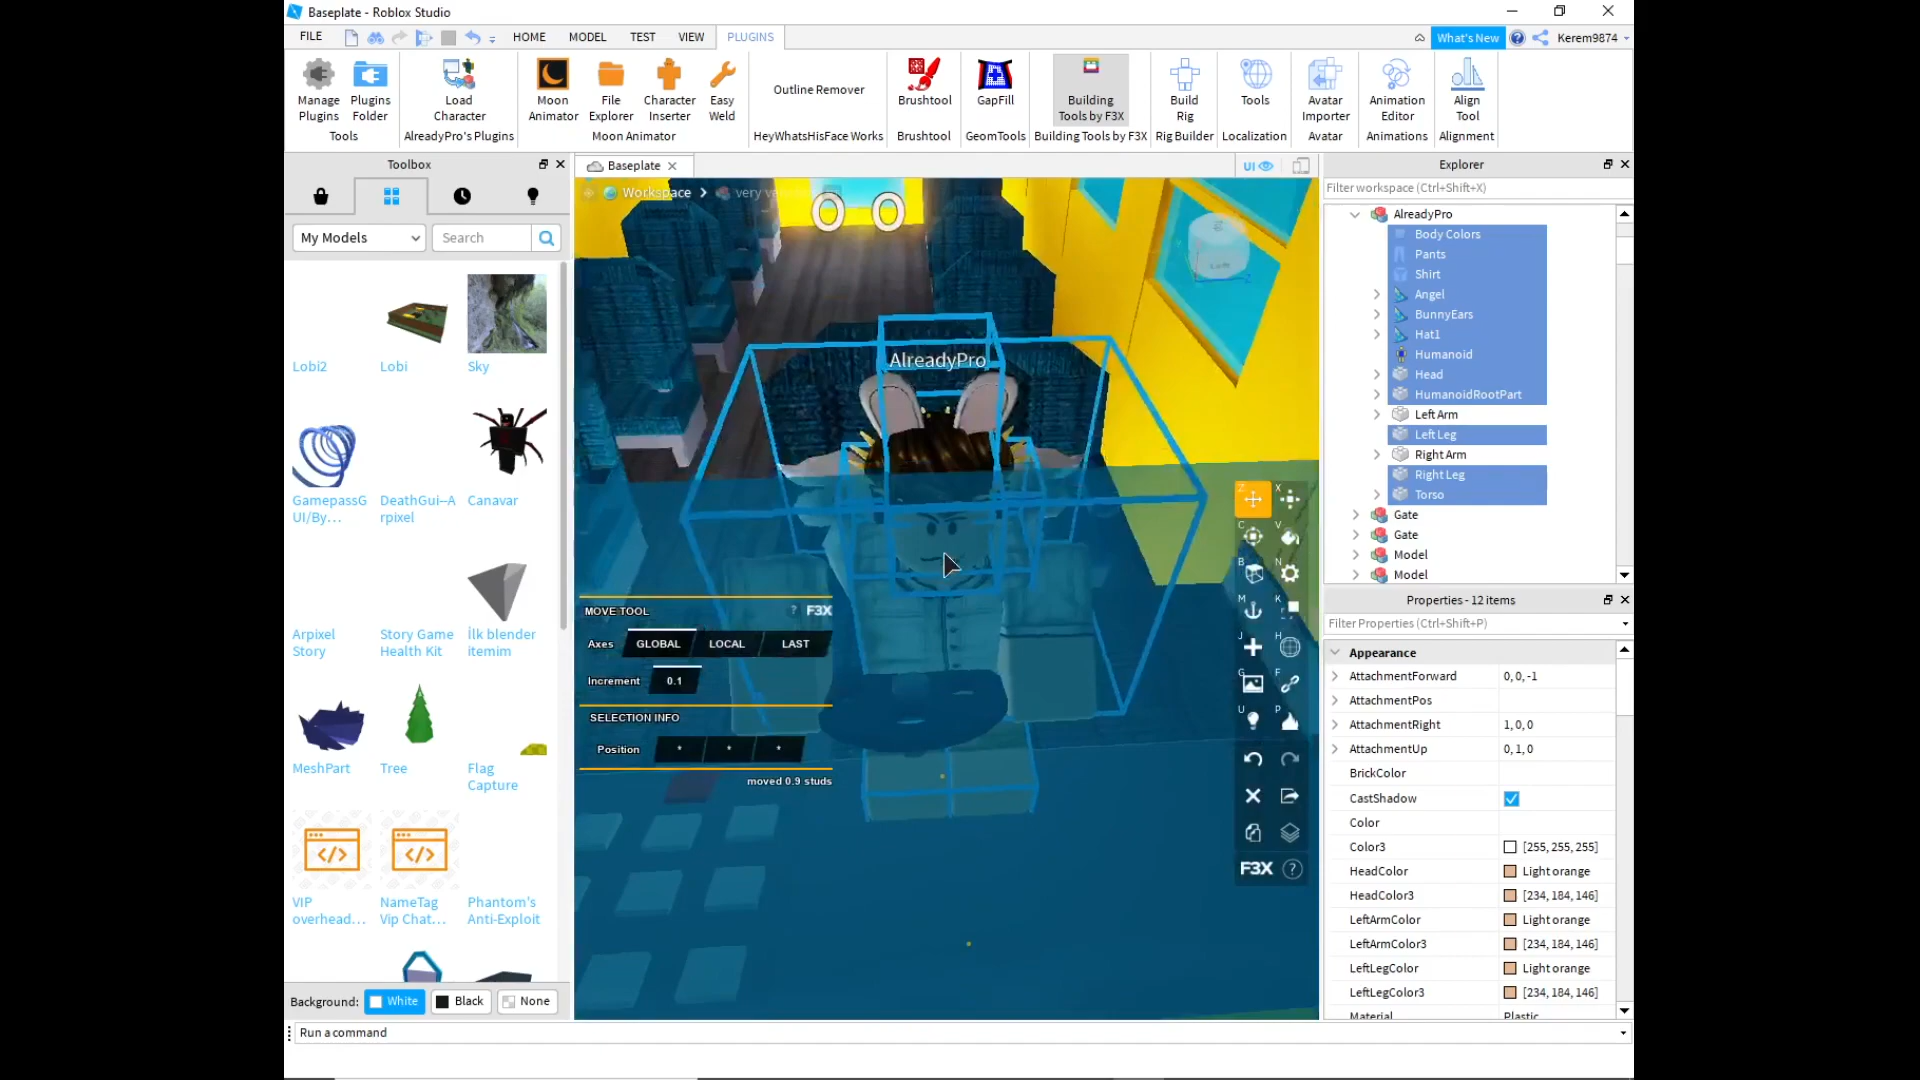 Baseplate - Roblox Studio
FILE HOME MODEL TEST VIEW PLUGINS What's New Kerem9874
Manage Plugins
Plugins Folder
Tools
Load Character
AlreadyPro's Plugins
Moon Animator
File Explorer
Character Inserter
Easy Weld
Moon Animator
Outline Remover
HeyWhatsHisFace Works
Brushtool
Brushtool
GapFill
GeomTools
Building Tools by F3X
Building Tools by F3X
Build Rig
Rig Builder
Tools
Localization
Avatar Importer
Avatar
Animation Editor
Animations
Align Tool
Alignment
Toolbox
My Models
Search
Lobi2
Lobi
Sky
GamepassG UI/By...
DeathGui--A rpixel
Canavar
Arpixel Story
Story Game Health Kit
İlk blender itemim
MeshPart
Tree
Flag Capture
VIP overhead...
NameTag Vip Chat...
Phantom's Anti-Exploit
Background: White Black None
Run a command
Baseplate
UI
Workspace
very v
Left
AlreadyPro
MOVE TOOL ? F3X
Axes GLOBAL LOCAL LAST
Increment 0.1
SELECTION INFO
Position * * *
moved 0.9 studs
Z X
C V
B N
M K
J H
G F
U P
F3X ?
Explorer
Filter workspace (Ctrl+Shift+X)
AlreadyPro
Body Colors
Pants
Shirt
Angel
BunnyEars
Hat1
Humanoid
Head
HumanoidRootPart
Left Arm
Left Leg
Right Arm
Right Leg
Torso
Gate
Gate
Model
Model
Properties - 12 items
Filter Properties (Ctrl+Shift+P)
Appearance
AttachmentForward 0, 0, -1
AttachmentPos
AttachmentRight 1, 0, 0
AttachmentUp 0, 1, 0
BrickColor
CastShadow
Color
Color3 [255, 255, 255]
HeadColor Light orange
HeadColor3 [234, 184, 146]
LeftArmColor Light orange
LeftArmColor3 [234, 184, 146]
LeftLegColor Light orange
LeftLegColor3 [234, 184, 146]
Material Plastic